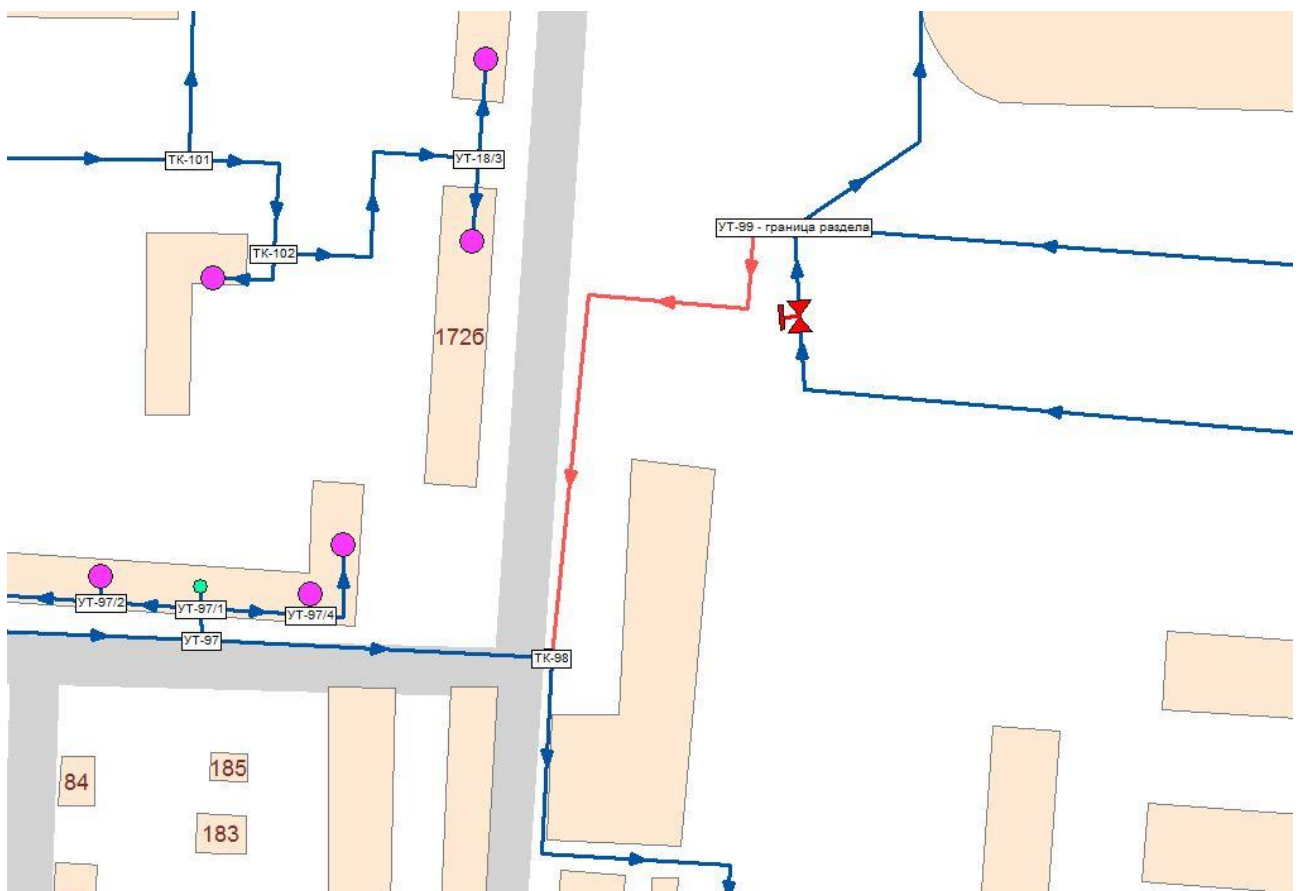 ТК-101
УТ-18/3
ТК-102
УТ-99 - граница раздела
172б
УТ-97/2
УТ-97/1
УТ-97/4
УТ-97
ТК-98
84
185
183